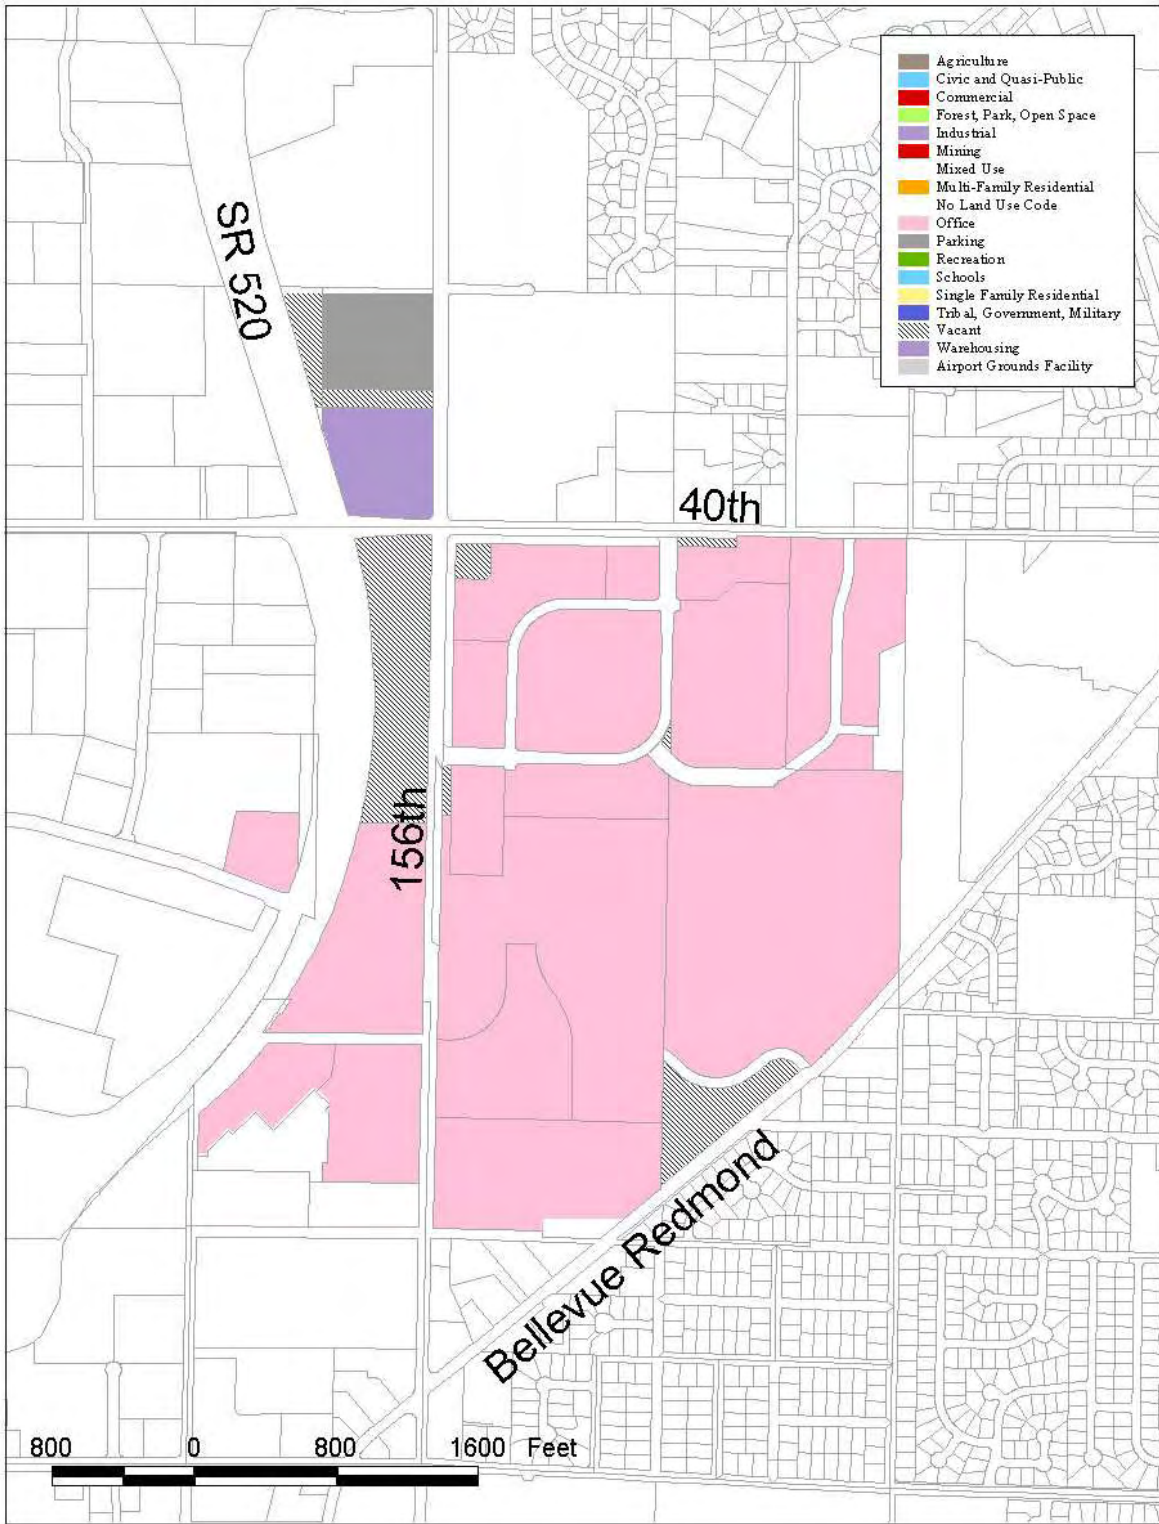 Agriculture
Civic and Quasi-Public
Commercial
Forest, Park, Open Space
Industrial
Mining
Mixed Use
Multi-Family Residential
No Land Use Code
Office
Parking
Recreation
Schools
Single Family Residential
Tribal, Government, Military
Vacant
Warehousing
Airport Grounds Facility
SR 520
40th
156th
Bellevue Redmond
800 0 800 1600 Feet